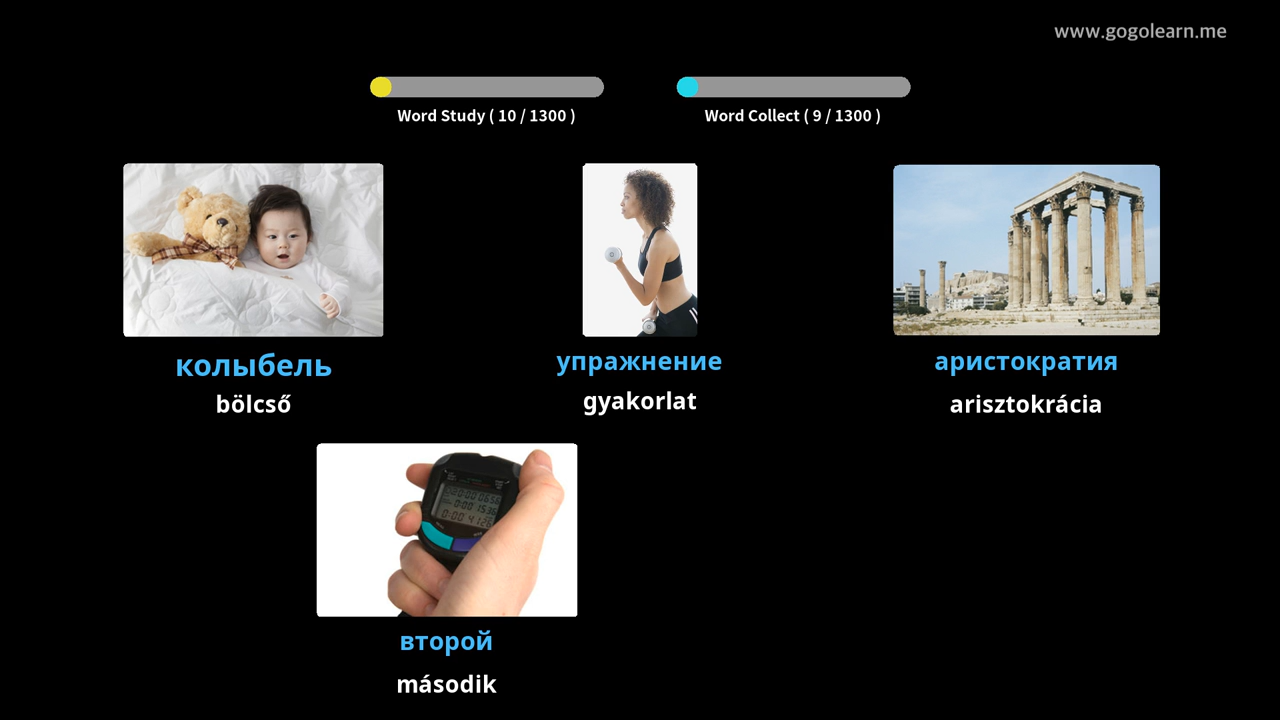 www.gogolearn.me
Word Study ( 10 / 1300 )
Word Collect ( 9 / 1300 )
колыбель
bölcső
упражнение
gyakorlat
аристократия
arisztokrácia
второй
második